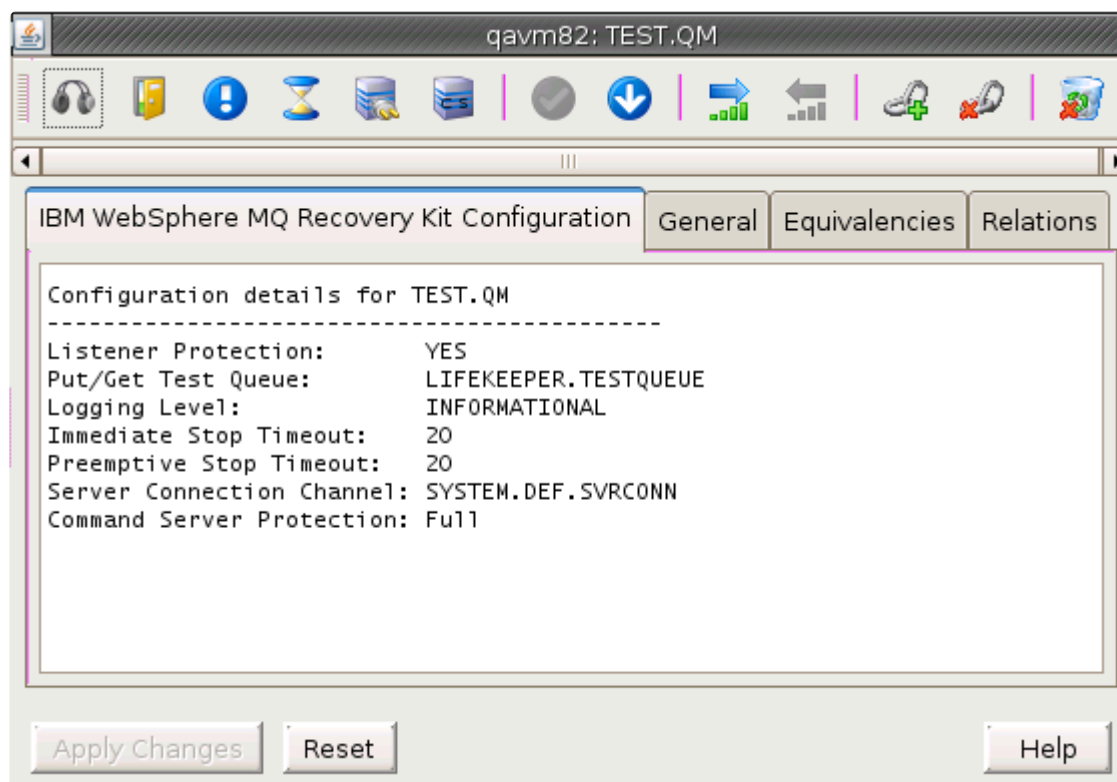 qavm82: TEST.QM
C S
IBM WebSphere MQ Recovery Kit Configuration General Equivalencies Relations
Configuration details for TEST.QM
--------------------------------------------
Listener Protection: YES
Put/Get Test Queue: LIFEKEEPER.TESTQUEUE
Logging Level: INFORMATIONAL
Immediate Stop Timeout: 20
Preemptive Stop Timeout: 20
Server Connection Channel: SYSTEM.DEF.SVRCONN
Command Server Protection: Full
Apply Changes Reset Help